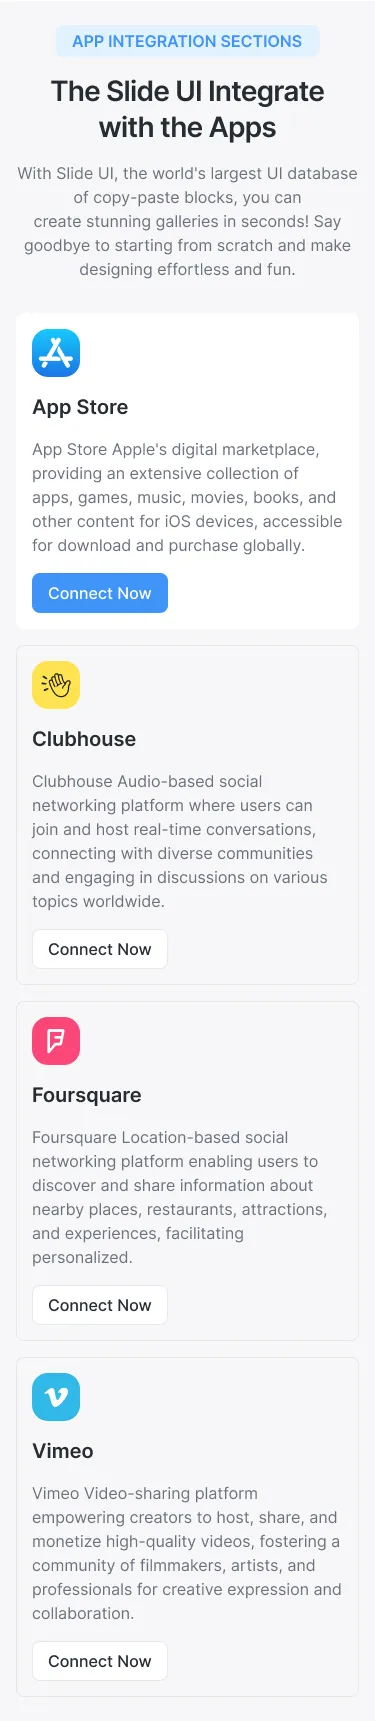 APP INTEGRATION SECTIONS
The Slide UI Integrate
with the Apps
With Slide UI, the world's largest UI database
of copy-paste blocks, you can
create stunning galleries in seconds! Say
goodbye to starting from scratch and make
designing effortless and fun.
App Store
App Store Apple's digital marketplace,
providing an extensive collection of
apps, games, music, movies, books, and
other content for iOS devices, accessible
for download and purchase globally.
Connect Now
Clubhouse
Clubhouse Audio-based social
networking platform where users can
join and host real-time conversations,
connecting with diverse communities
and engaging in discussions on various
topics worldwide.
Connect Now
Foursquare
Foursquare Location-based social
networking platform enabling users to
discover and share information about
nearby places, restaurants, attractions,
and experiences, facilitating
personalized.
Connect Now
Vimeo
Vimeo Video-sharing platform
empowering creators to host, share, and
monetize high-quality videos, fostering a
community of filmmakers, artists, and
professionals for creative expression and
collaboration.
Connect Now